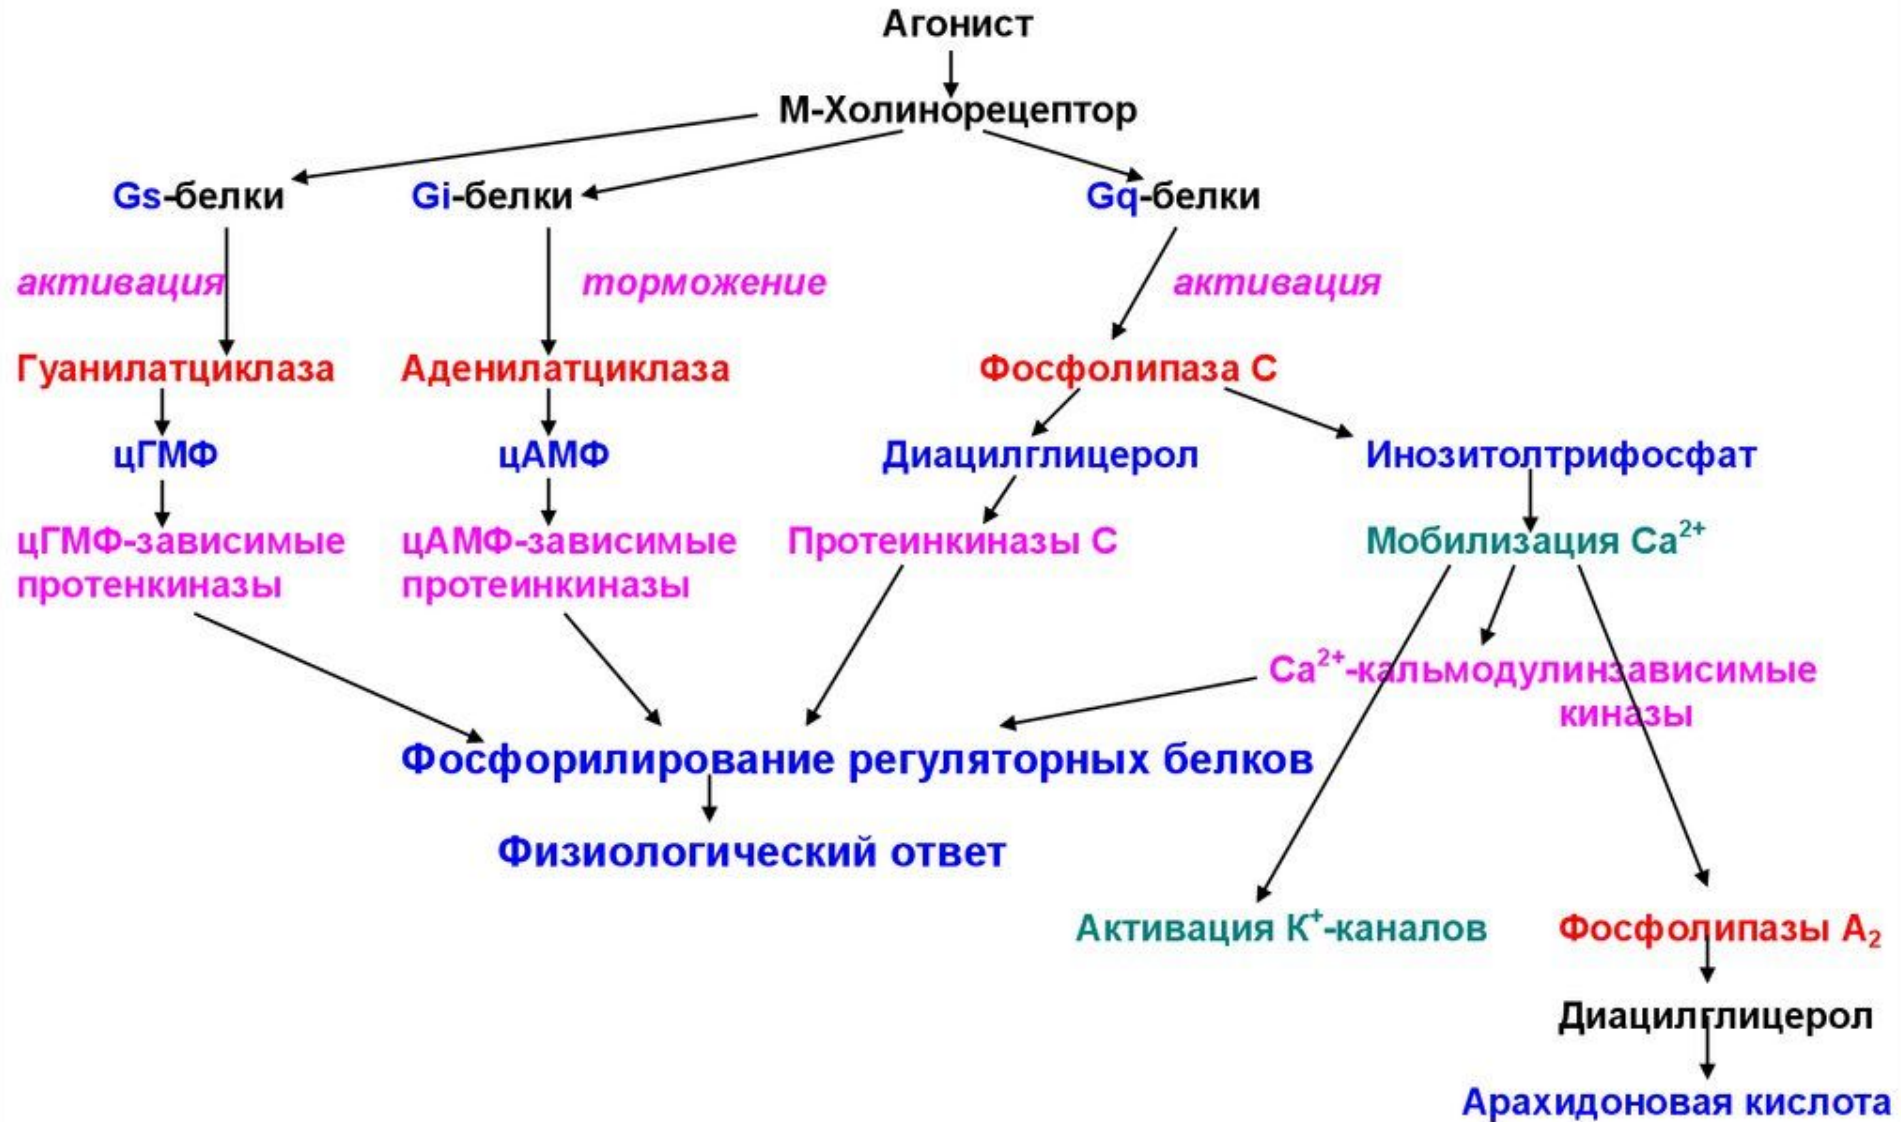 Агонист
М-Холинорецептор
Gs-белки Gi-белки Gq-белки
активация торможение активация
Гуанилатциклаза Аденилатциклаза Фосфолипаза С
цГМФ цАМФ Диацилглицерол Инозитолтрифосфат
цГМФ-зависимые цАМФ-зависимые Протеинкиназы С Мобилизация Ca²⁺
протенкиназы протеинкиназы
Ca²⁺-кальмодулинзависимые
киназы
Фосфорилирование регуляторных белков
Физиологический ответ
Активация К⁺-каналов Фосфолипазы А₂
Диацилглицерол
Арахидоновая кислота